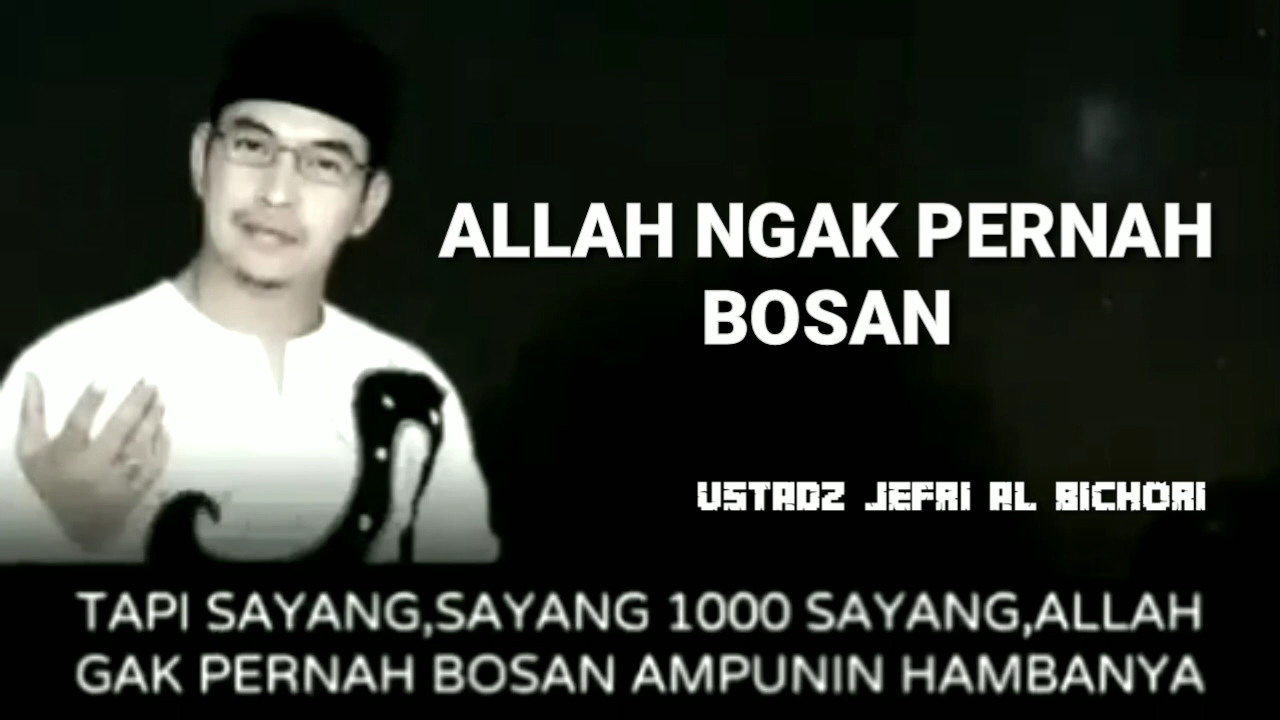 ALLAH NGAK PERNAH
BOSAN
USTADZ JEFRI AL BICHORI
TAPI SAYANG,SAYANG 1000 SAYANG,ALLAH
GAK PERNAH BOSAN AMPUNIN HAMBANYA